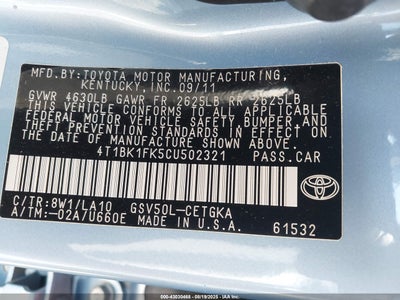 MFD.BY:TOYOTA MOTOR MANUFACTURING,
KENTUCKY,INC.09/11
GVWR 4630LB GAWR FR 2625LB RR 2625LB
THIS VEHICLE CONFORMS TO ALL APPLICABLE
FEDERAL MOTOR VEHICLE SAFETY,BUMPER,AND
THEFT PREVENTION STANDARDS IN EFFECT ON
THE DATE OF MANUFACTURE SHOWN ABOVE.
4T1BK1FK5CU502321 PASS.CAR
C/TR:8W1/LA10 GSV50L-CETGKA
A/TM:-02A/U660E MADE IN U.S.A. 61532
TOYOTA